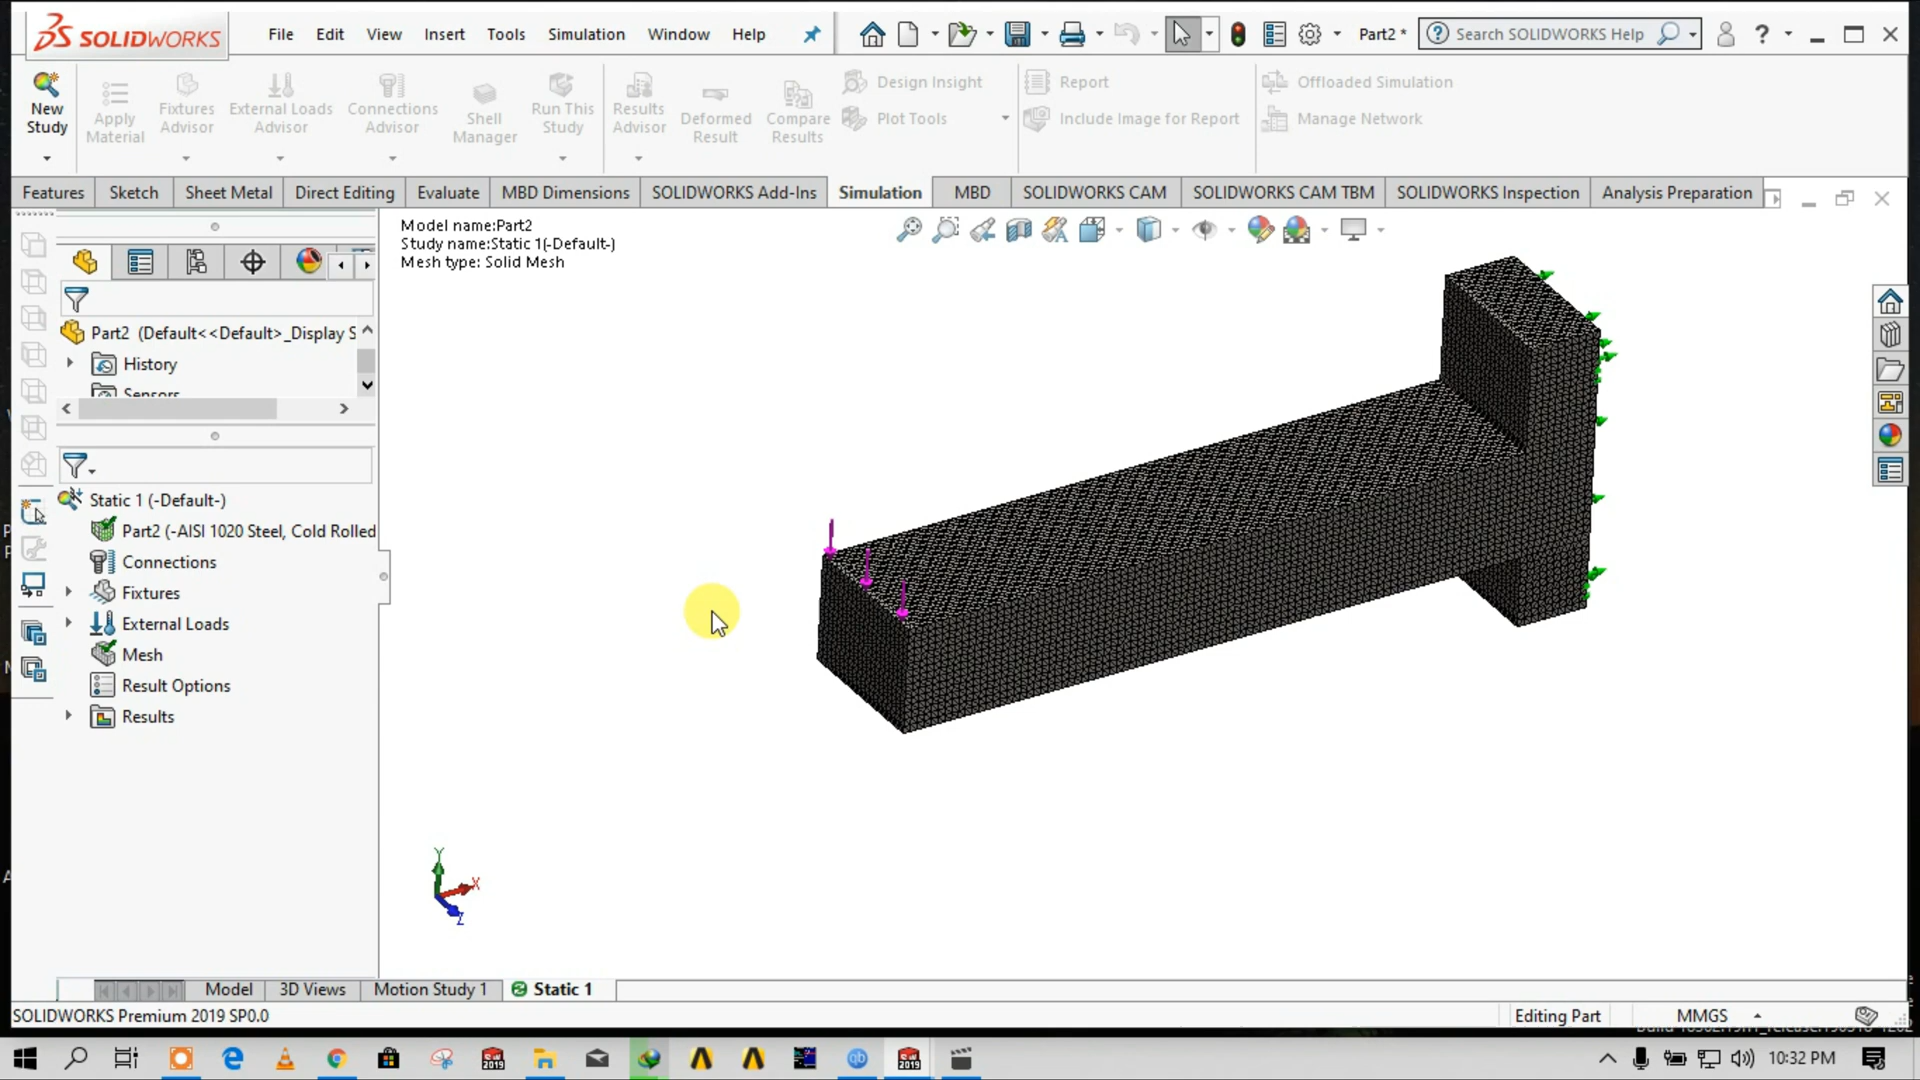 SOLIDWORKS File Edit View Insert Tools Simulation Window Help Part2 * Search SOLIDWORKS Help
New Study
Apply Material
Fixtures Advisor
External Loads Advisor
Connections Advisor
Shell Manager
Run This Study
Results Advisor
Deformed Result
Compare Results
Design Insight
Plot Tools
Report
Include Image for Report
Offloaded Simulation
Manage Network
Features Sketch Sheet Metal Direct Editing Evaluate MBD Dimensions SOLIDWORKS Add-Ins Simulation MBD SOLIDWORKS CAM SOLIDWORKS CAM TBM SOLIDWORKS Inspection Analysis Preparation
Model name:Part2
Study name:Static 1(-Default-)
Mesh type: Solid Mesh
Part2 (Default<<Default>_Display S
History
Sensors
Static 1 (-Default-)
Part2 (-AISI 1020 Steel, Cold Rolled
Connections
Fixtures
External Loads
Mesh
Result Options
Results
Y
X
Z
Model 3D Views Motion Study 1 Static 1
SOLIDWORKS Premium 2019 SP0.0 Editing Part MMGS
10:32 PM